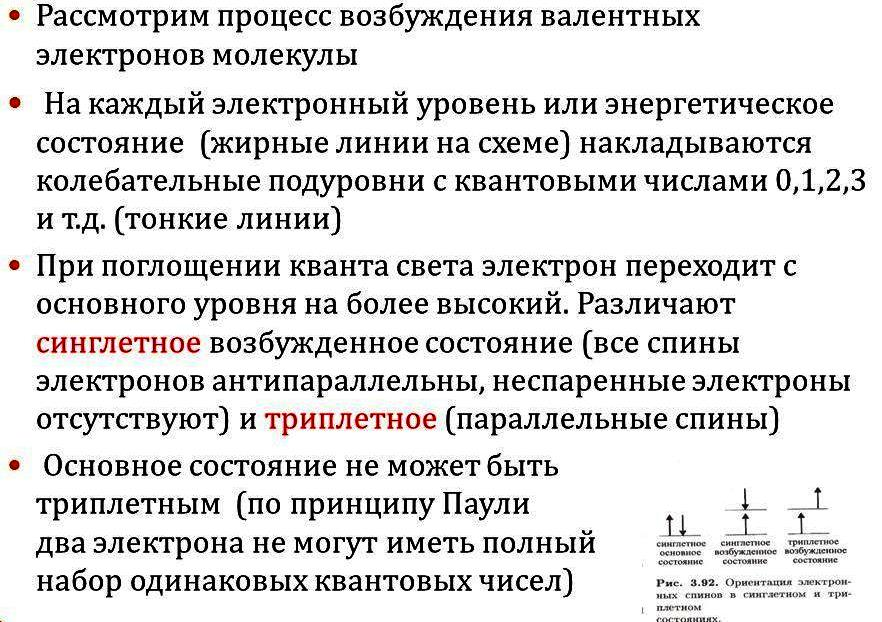 • Рассмотрим процесс возбуждения валентных
электронов молекулы
• На каждый электронный уровень или энергетическое
состояние (жирные линии на схеме) накладываются
колебательные подуровни с квантовыми числами 0,1,2,3
и т.д. (тонкие линии)
• При поглощении кванта света электрон переходит с
основного уровня на более высокий. Различают
синглетное возбужденное состояние (все спины
электронов антипараллельны, неспаренные электроны
отсутствуют) и триплетное (параллельные спины)
• Основное состояние не может быть
триплетным (по принципу Паули
два электрона не могут иметь полный
набор одинаковых квантовых чисел)
синглетное основное состояние
синглетное возбужденное состояние
триплетное возбужденное состояние
Рис. 3.92. Ориентация электрон-
ных спинов в синглетном и три-
плетном
состояниях.